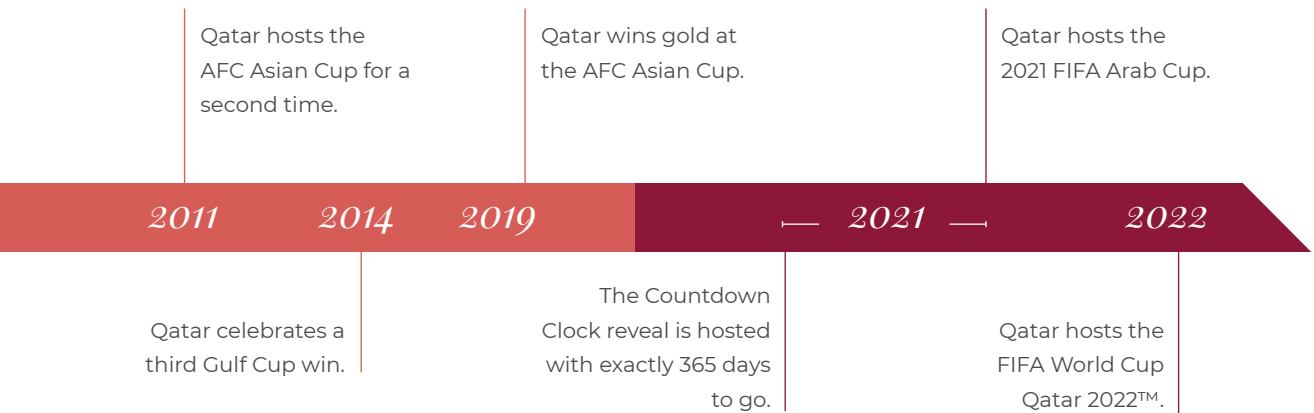 Qatar hosts the
AFC Asian Cup for a
second time.
Qatar wins gold at
the AFC Asian Cup.
Qatar hosts the
2021 FIFA Arab Cup.
2011
2014
2019
2021
2022
Qatar celebrates a
third Gulf Cup win.
The Countdown
Clock reveal is hosted
with exactly 365 days
to go.
Qatar hosts the
FIFA World Cup
Qatar 2022™.